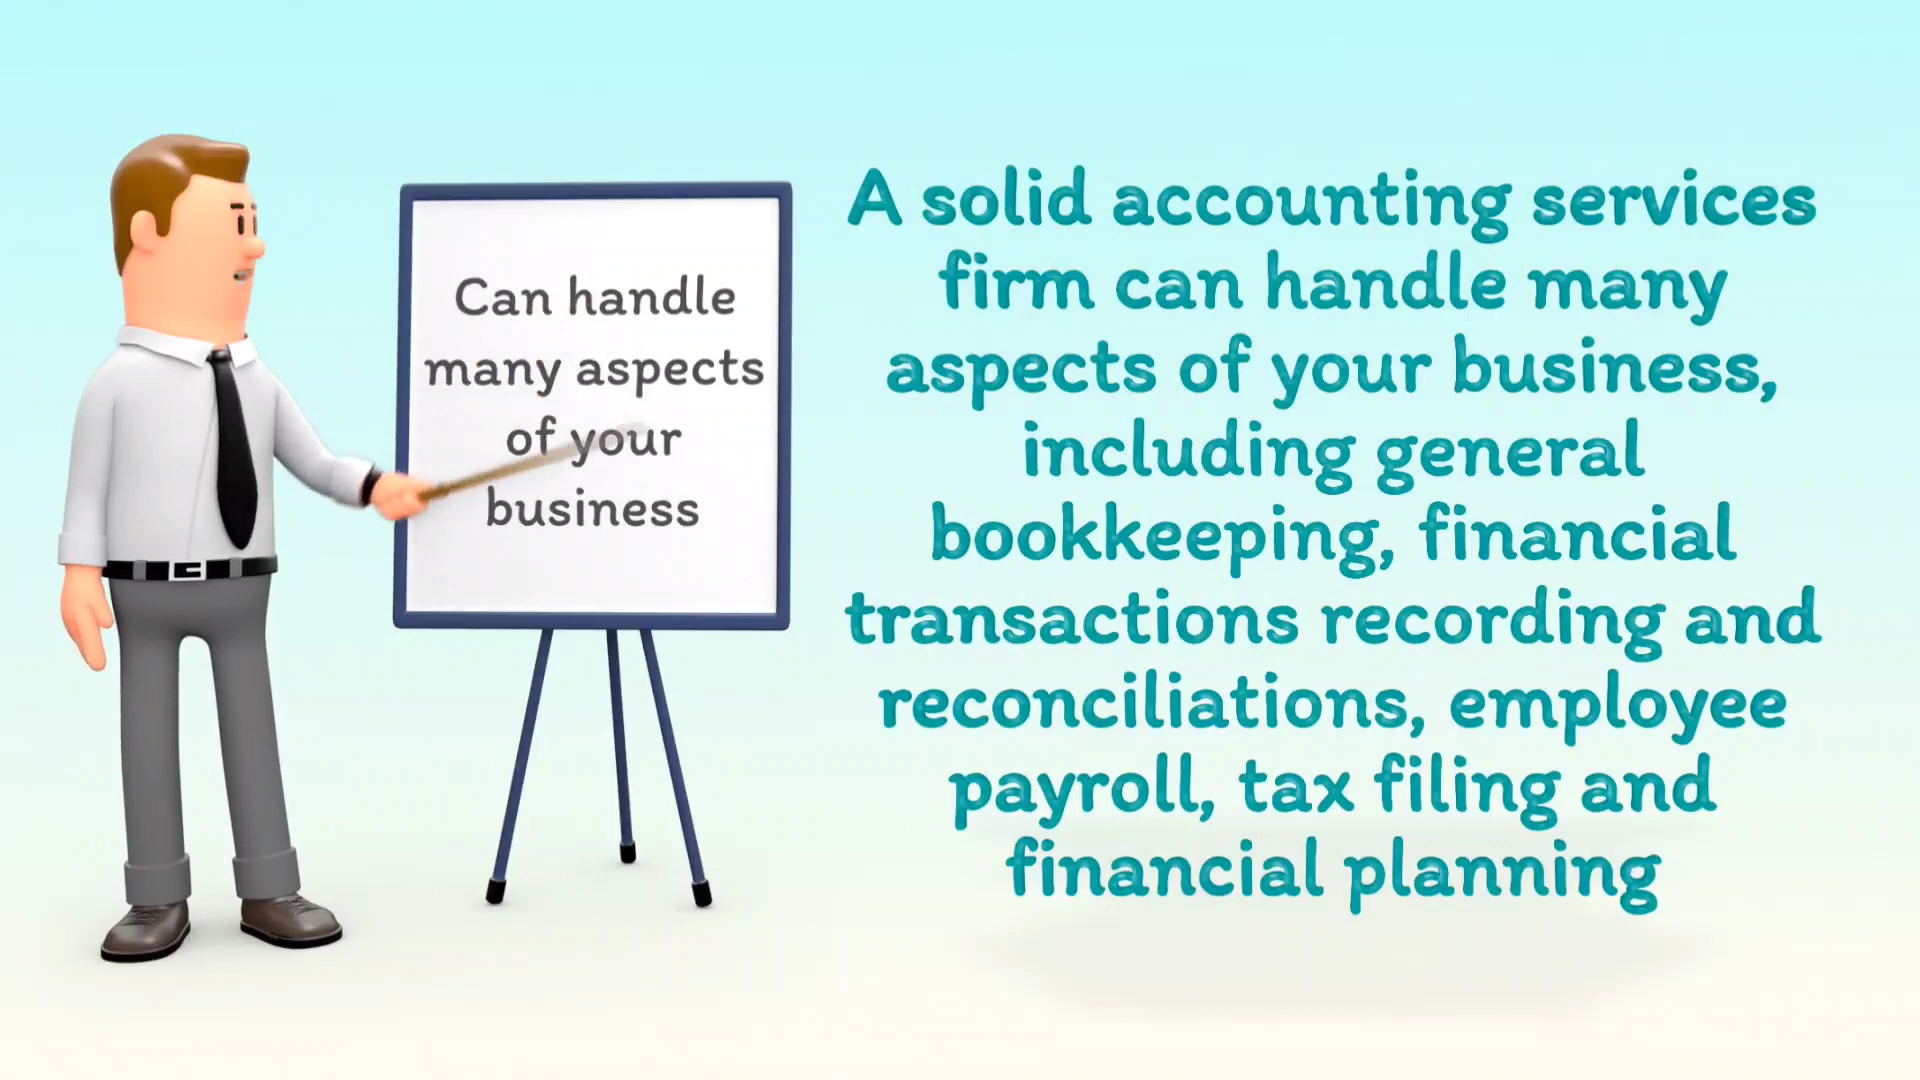 Can handle
many aspects
of your
business
A solid accounting services
firm can handle many
aspects of your business,
including general
bookkeeping, financial
transactions recording and
reconciliations, employee
payroll, tax filing and
financial planning